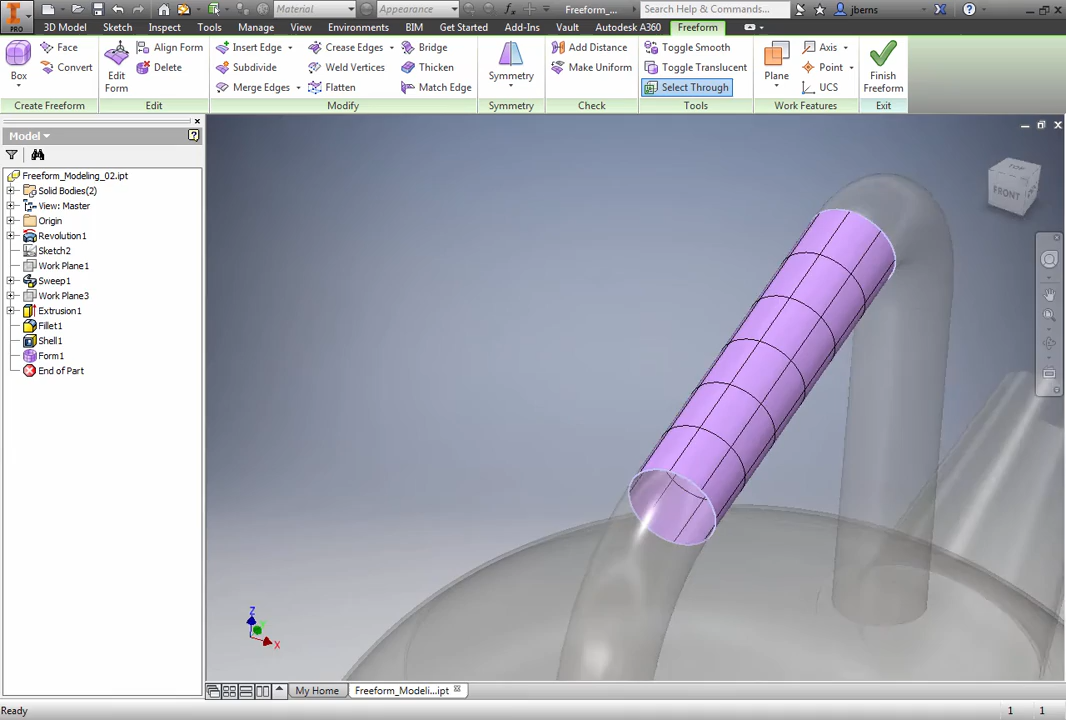 Material
Appearance
fx
Freeform_...
Search Help & Commands...
jberns
PRO
3D Model
Sketch
Inspect
Tools
Manage
View
Environments
BIM
Get Started
Add-Ins
Vault
Autodesk A360
Freeform
Box
Face
Convert
Edit Form
Align Form
Delete
Insert Edge
Subdivide
Merge Edges
Crease Edges
Weld Vertices
Flatten
Bridge
Thicken
Match Edge
Symmetry
Add Distance
Make Uniform
Toggle Smooth
Toggle Translucent
Select Through
Plane
Axis
Point
UCS
Finish Freeform
Create Freeform
Edit
Modify
Symmetry
Check
Tools
Work Features
Exit
Model
Freeform_Modeling_02.ipt
Solid Bodies(2)
View: Master
Origin
Revolution1
Sketch2
Work Plane1
Sweep1
Work Plane3
Extrusion1
Fillet1
Shell1
Form1
End of Part
TOP
FRONT
Z
X
My Home
Freeform_Modeli...ipt
Ready
1
1